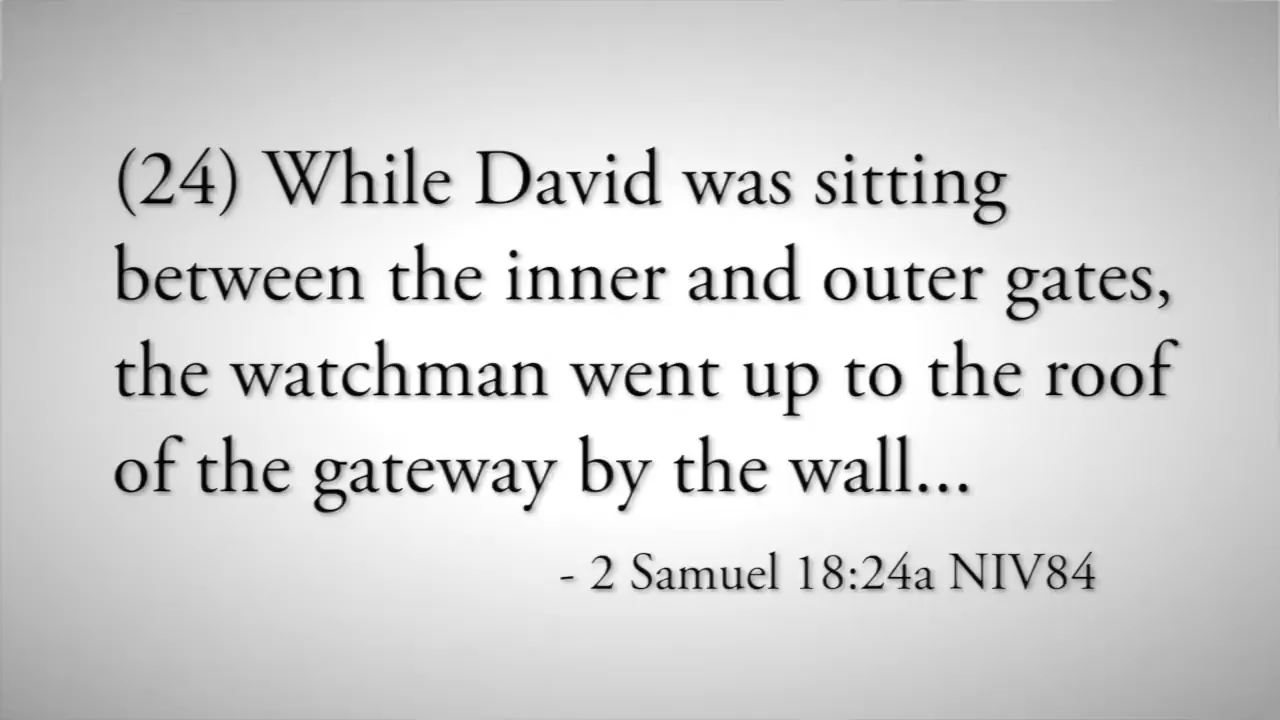 (24) While David was sitting
between the inner and outer gates,
the watchman went up to the roof
of the gateway by the wall...
- 2 Samuel 18:24a NIV84